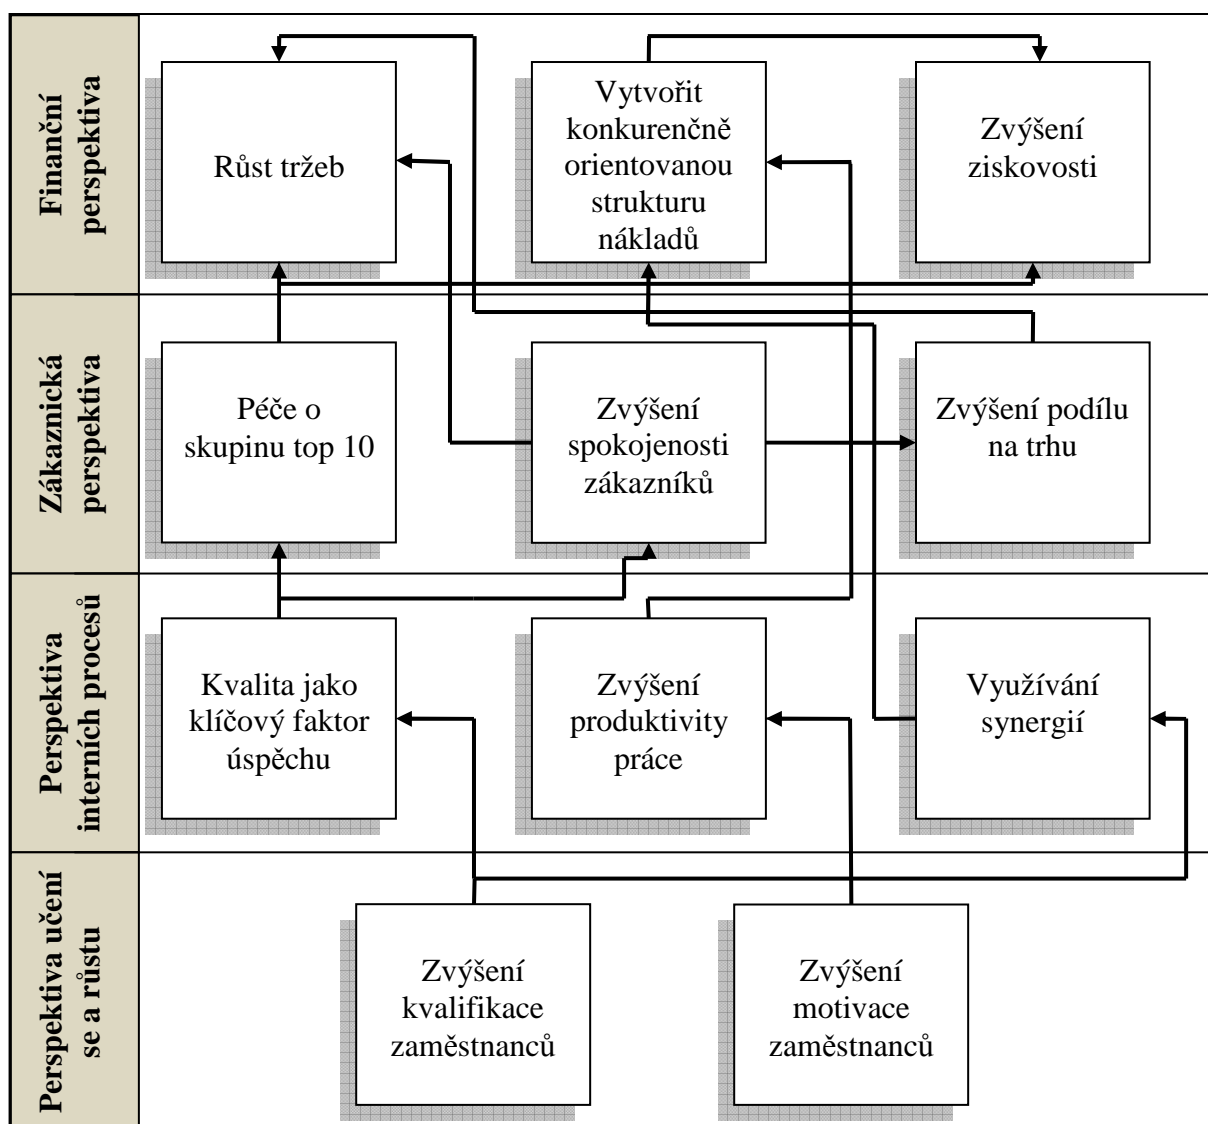 Finanční
perspektiva
Růst tržeb
Vytvořit
konkurenčně
orientovanou
strukturu
nákladů
Zvýšení
ziskovosti
Zákaznická
perspektiva
Péče o
skupinu top 10
Zvýšení
spokojenosti
zákazníků
Zvýšení podílu
na trhu
Perspektiva
interních procesů
Kvalita jako
klíčový faktor
úspěchu
Zvýšení
produktivity
práce
Využívání
synergií
Perspektiva učení
se a růstu
Zvýšení
kvalifikace
zaměstnanců
Zvýšení
motivace
zaměstnanců